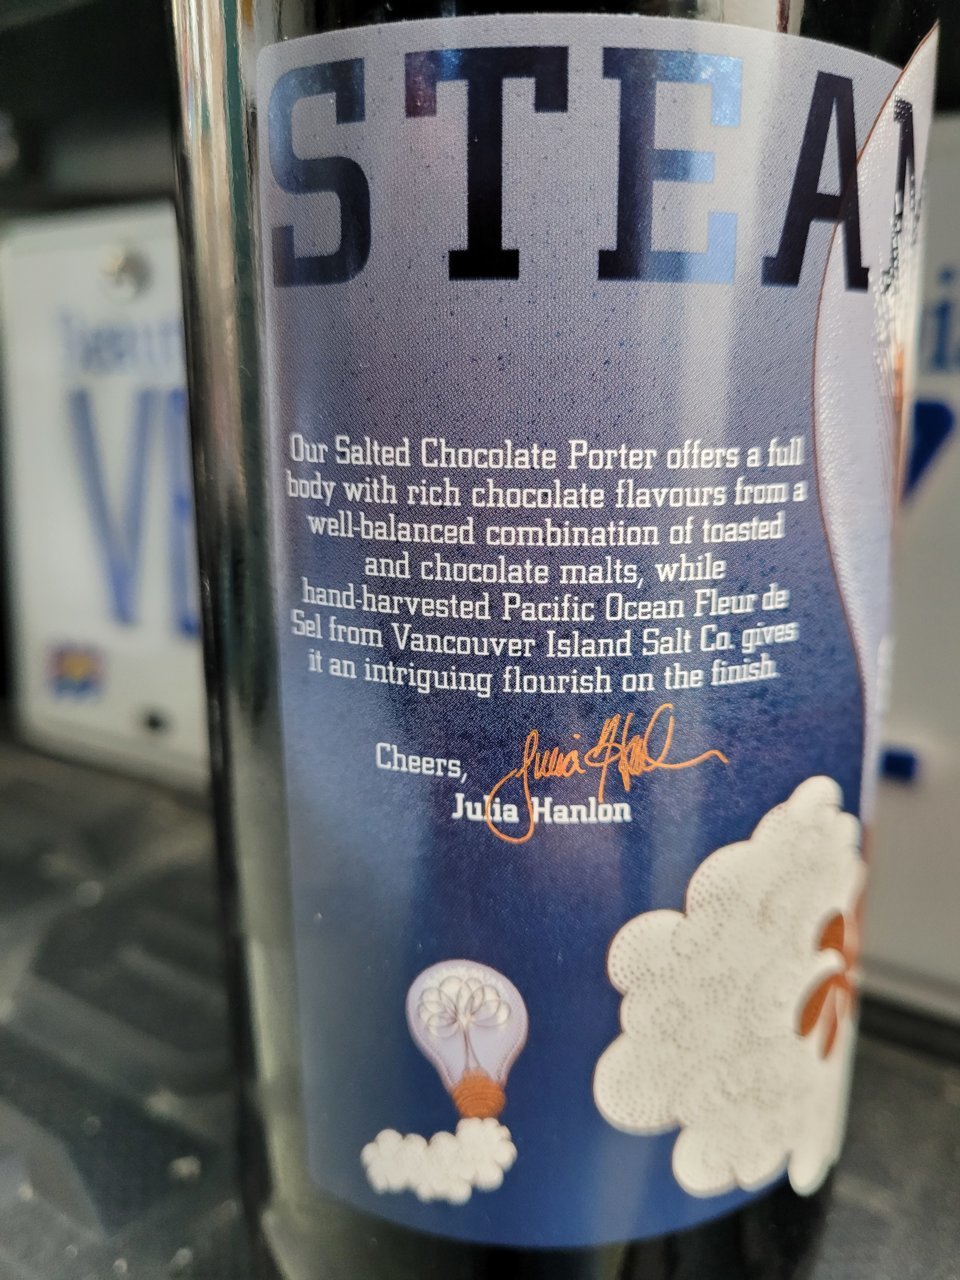 STEA
Our Salted Chocolate Porter offers a full
body with rich chocolate flavours from a
well-balanced combination of toasted
and chocolate malts, while
hand-harvested Pacific Ocean Fleur de
Sel from Vancouver Island Salt Co. gives
it an intriguing flourish on the finish.
Cheers, Julia Hanlon
Julia Hanlon